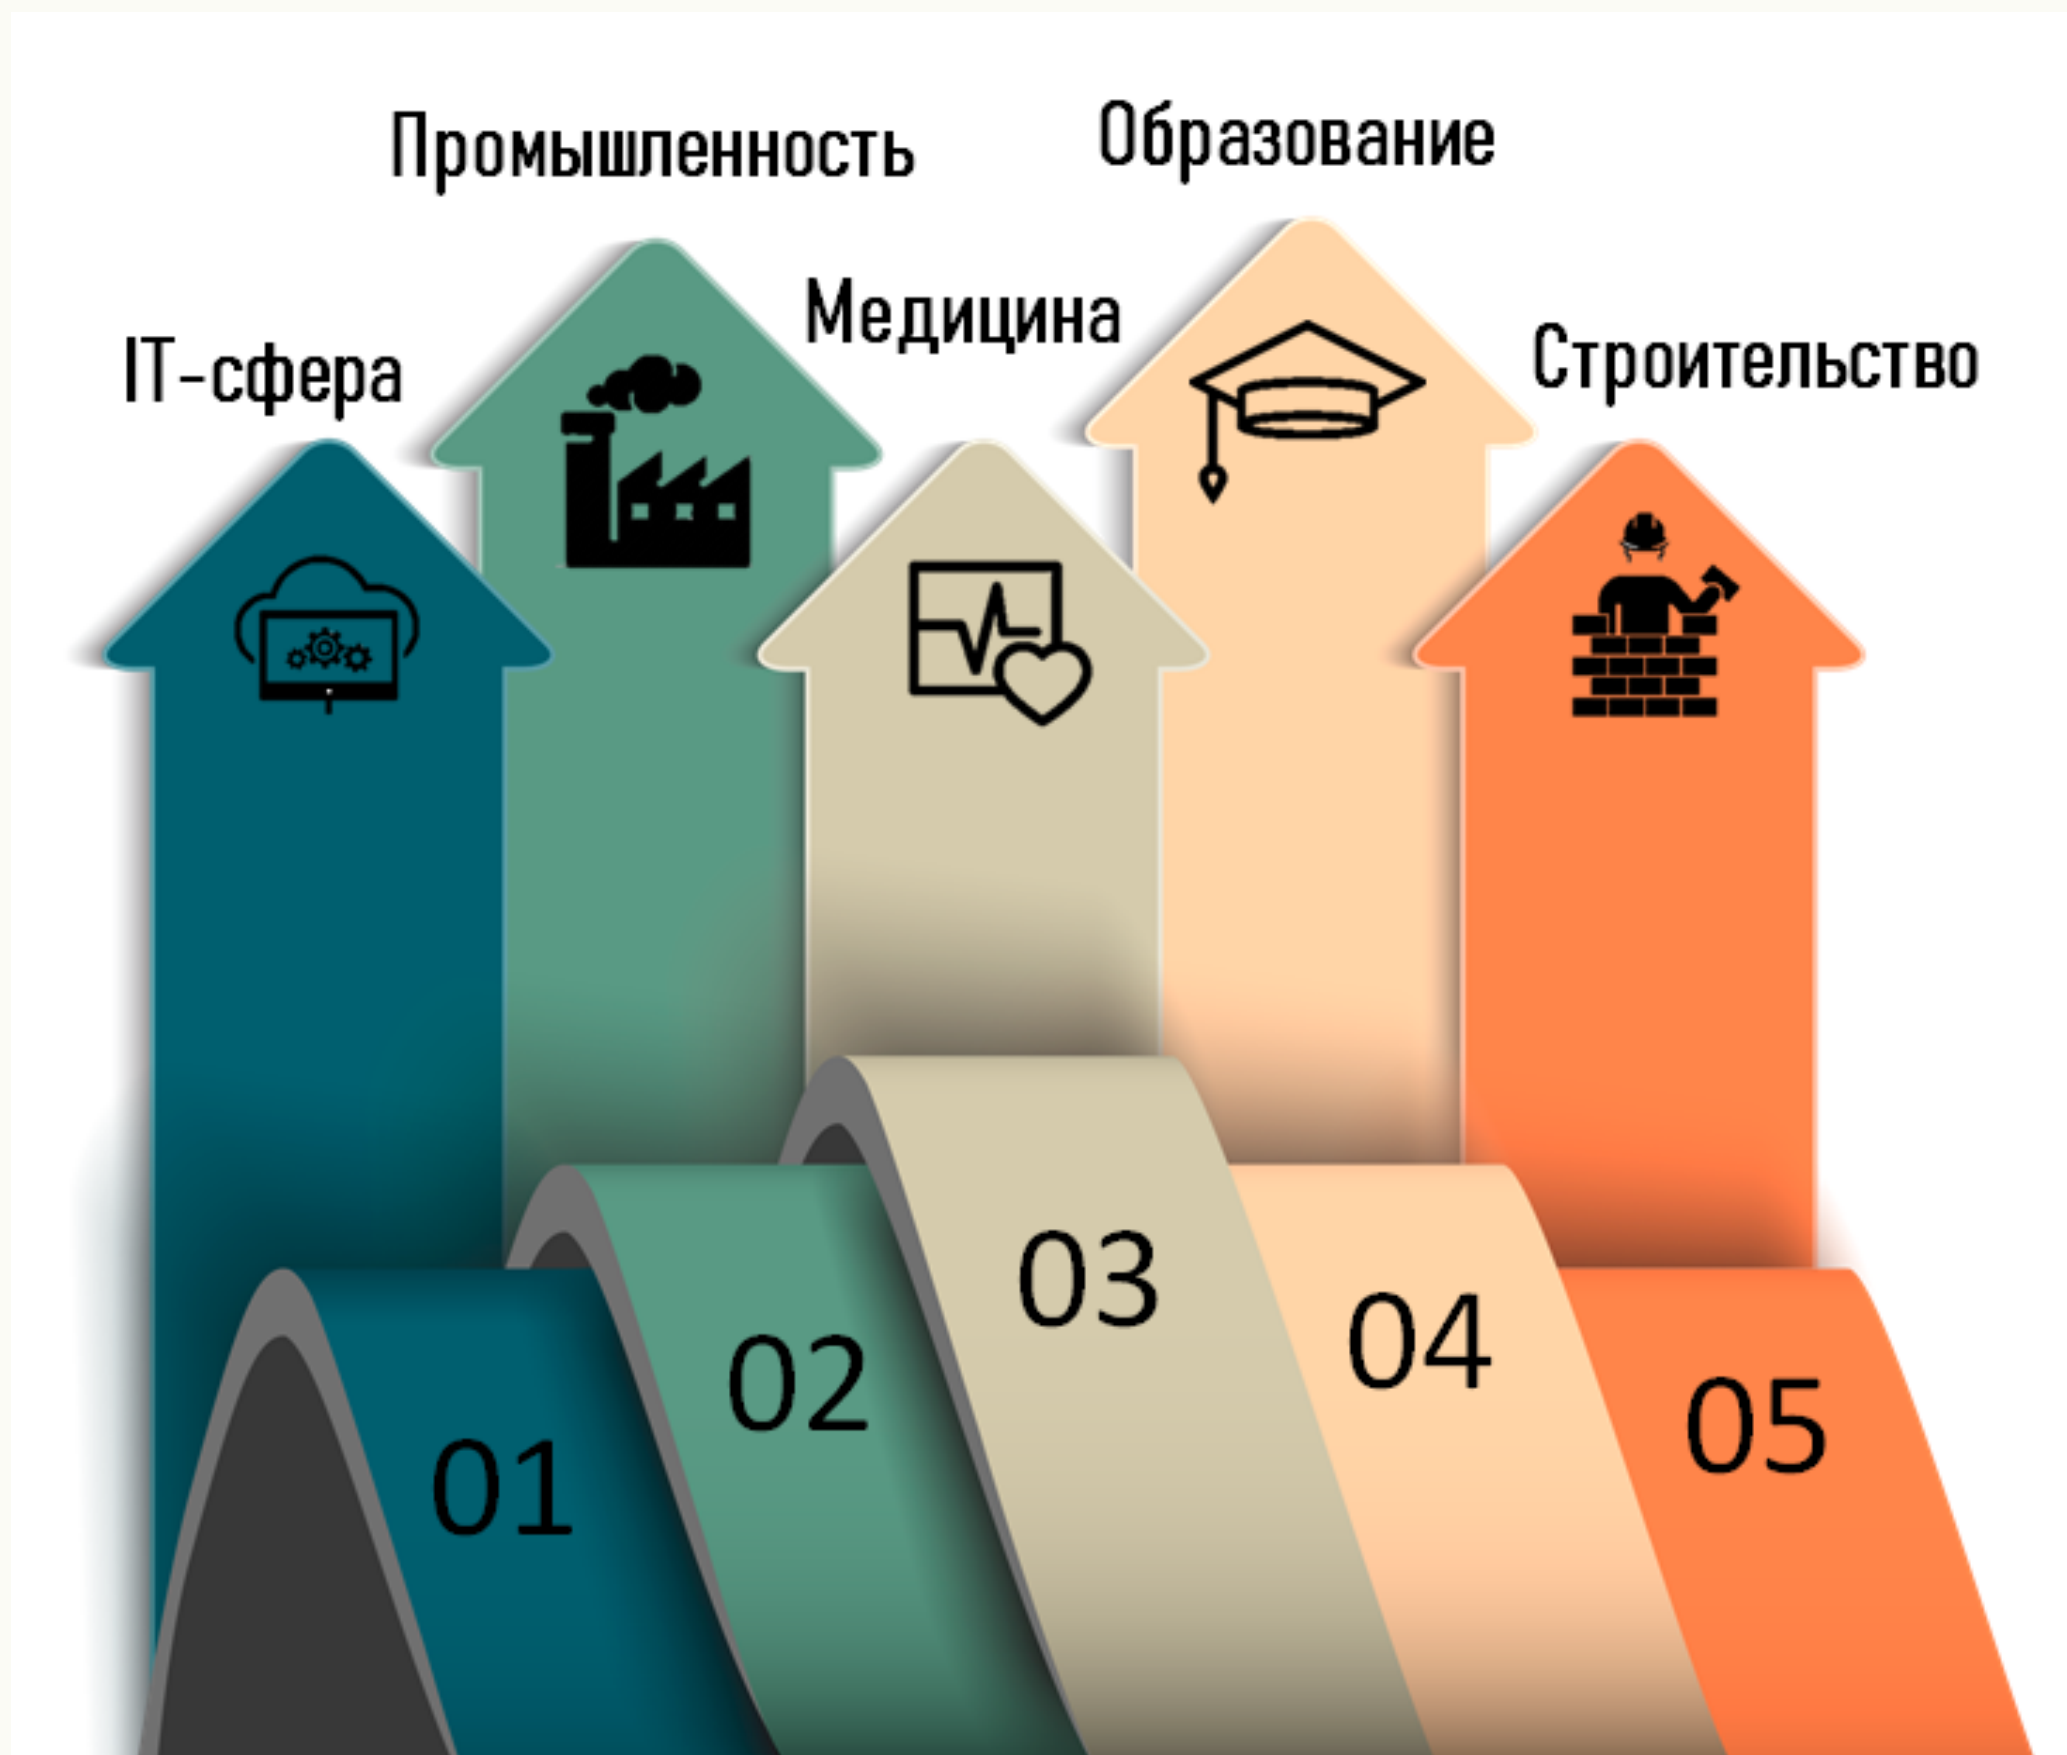 Промышленность
Образование
Медицина
IT-сфера
Строительство
01
02
03
04
05